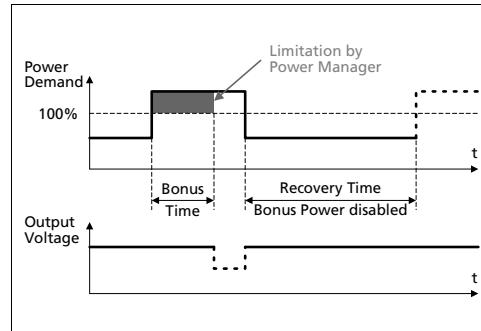 Limitation by
Power Manager
Power
Demand
100%
t
Bonus
Time
Recovery Time
Bonus Power disabled
Output
Voltage
t